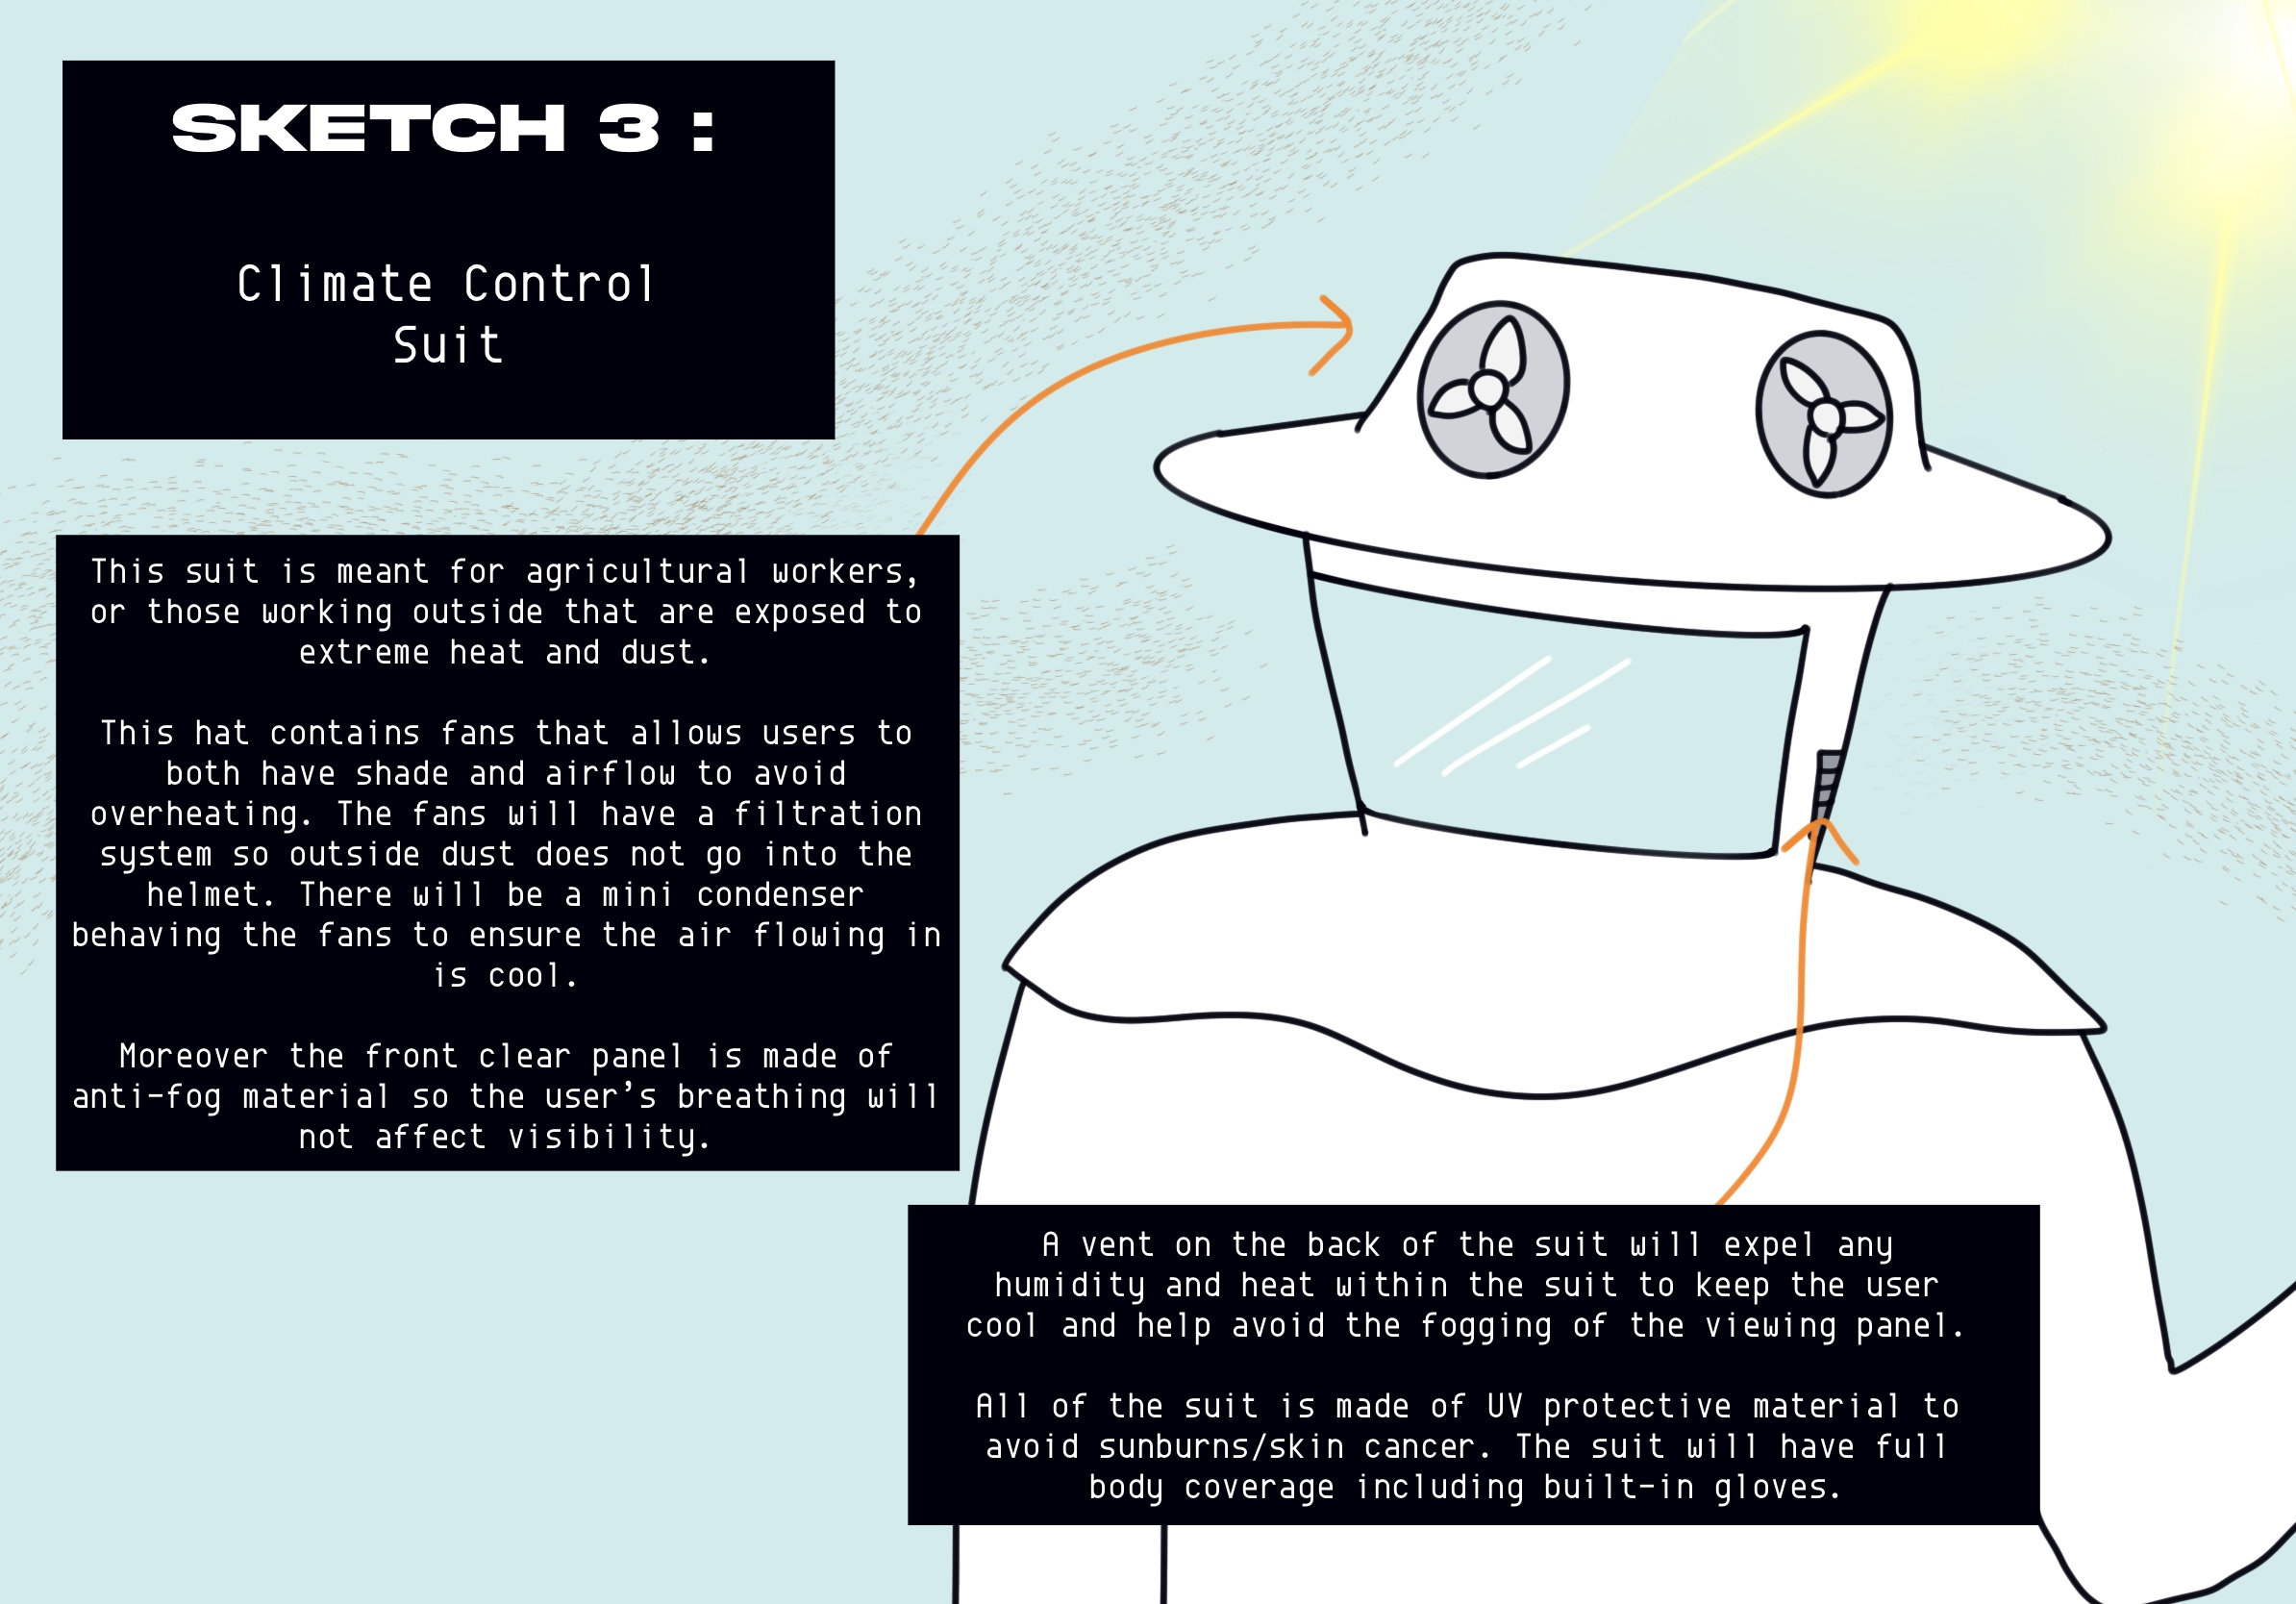 SKETCH 3 :
Climate Control
Suit
This suit is meant for agricultural workers,
or those working outside that are exposed to
extreme heat and dust.
This hat contains fans that allows users to
both have shade and airflow to avoid
overheating. The fans will have a filtration
system so outside dust does not go into the
helmet. There will be a mini condenser
behaving the fans to ensure the air flowing in
is cool.
Moreover the front clear panel is made of
anti-fog material so the user's breathing will
not affect visibility.
A vent on the back of the suit will expel any
humidity and heat within the suit to keep the user
cool and help avoid the fogging of the viewing panel.
All of the suit is made of UV protective material to
avoid sunburns/skin cancer. The suit will have full
body coverage including built-in gloves.